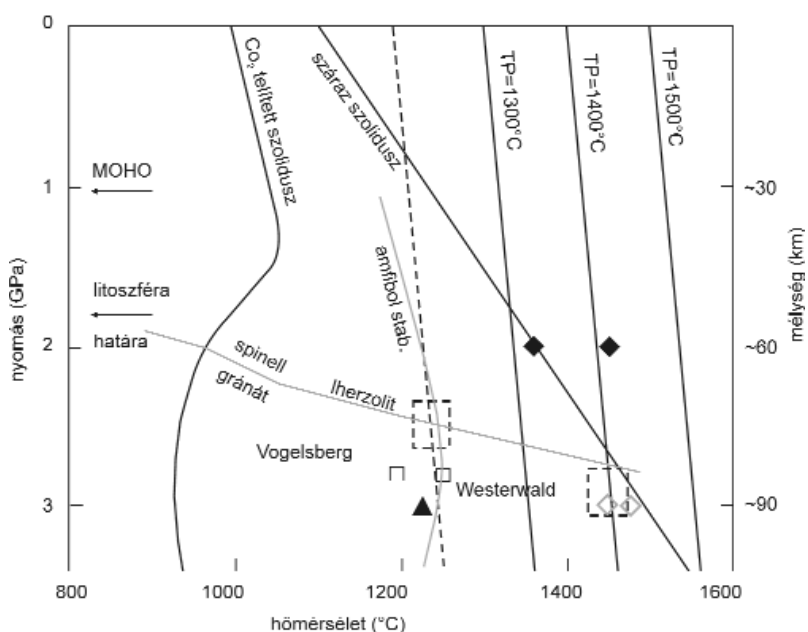 0
1
2
3
nyomás (GPa)
MOHO
litoszféra
határa
Co₂ telített szolidusz
száraz szolidusz
TP=1300°C
TP=1400°C
TP=1500°C
amfibol stab.
spinell
gránát
lherzolit
Vogelsberg
Westerwald
~30
~60
~90
mélység (km)
800
1000
1200
1400
1600
hömérsélet (°C)